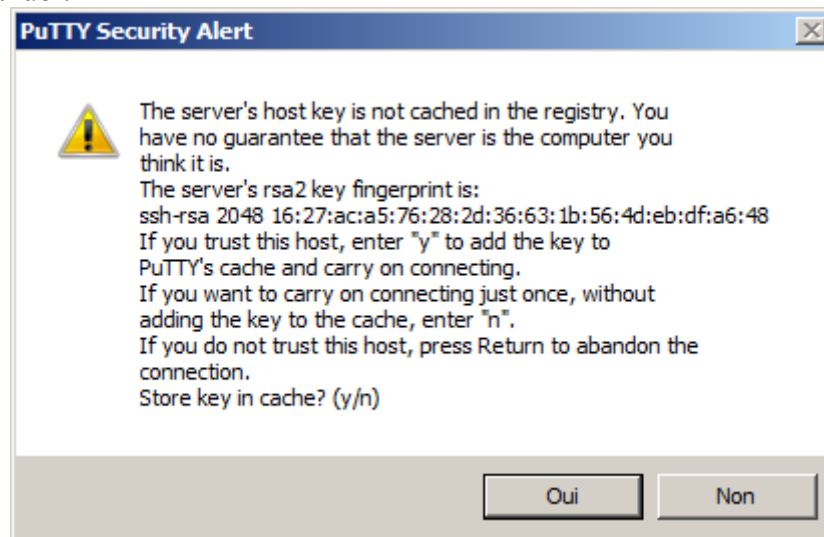 PuTTY Security Alert
The server's host key is not cached in the registry. You
have no guarantee that the server is the computer you
think it is.
The server's rsa2 key fingerprint is:
ssh-rsa 2048 16:27:ac:a5:76:28:2d:36:63:1b:56:4d:eb:df:a6:48
If you trust this host, enter "y" to add the key to
PuTTY's cache and carry on connecting.
If you want to carry on connecting just once, without
adding the key to the cache, enter "n".
If you do not trust this host, press Return to abandon the
connection.
Store key in cache? (y/n)
Oui Non